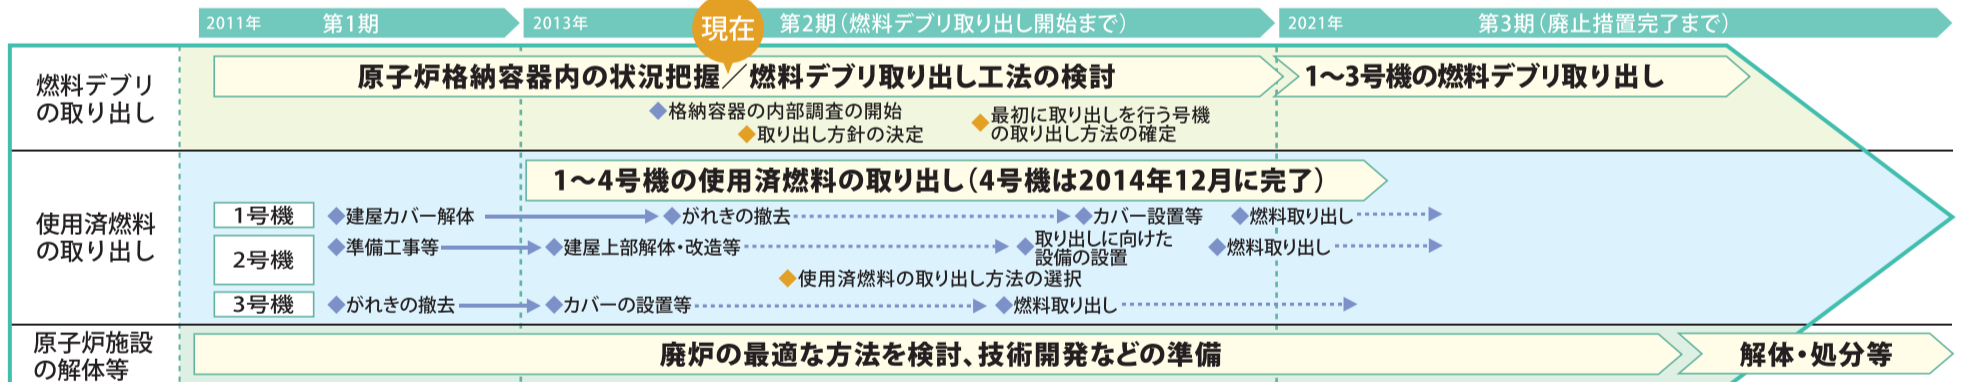 2011年 第1期 2013年 現在 第2期（燃料デブリ取り出し開始まで） 2021年 第3期（廃止措置完了まで）
燃料デブリ
の取り出し
原子炉格納容器内の状況把握／燃料デブリ取り出し工法の検討
1～3号機の燃料デブリ取り出し
格納容器の内部調査の開始
取り出し方針の決定
最初に取り出しを行う号機
の取り出し方法の確定
使用済燃料
の取り出し
1～4号機の使用済燃料の取り出し（4号機は2014年12月に完了）
1号機 建屋カバー解体 がれきの撤去 カバー設置等 燃料取り出し
2号機 準備工事等 建屋上部解体・改造等 取り出しに向けた
設備の設置 燃料取り出し
使用済燃料の取り出し方法の選択
3号機 がれきの撤去 カバーの設置等 燃料取り出し
原子炉施設
の解体等
廃炉の最適な方法を検討、技術開発などの準備
解体・処分等